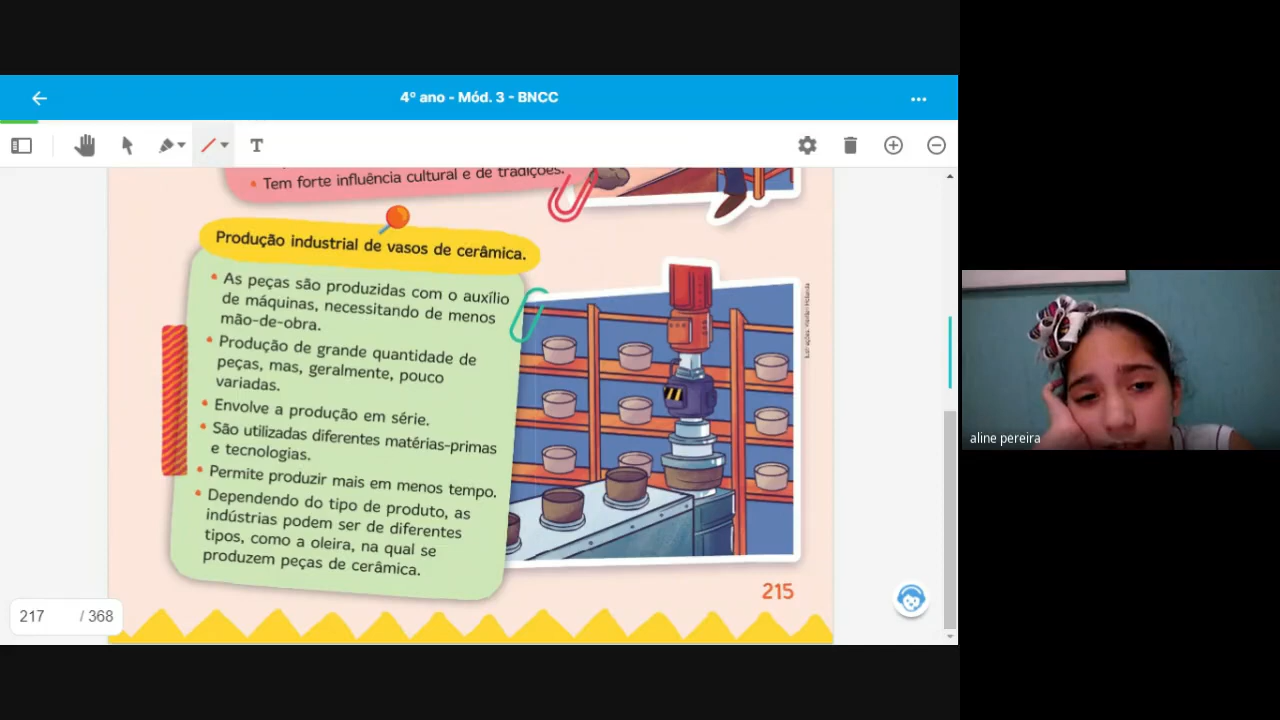 4º ano - Mód. 3 - BNCC
T
• Tem forte influência cultural e de tradições.
Produção industrial de vasos de cerâmica.
• As peças são produzidas com o auxílio
de máquinas, necessitando de menos
mão-de-obra.
• Produção de grande quantidade de
peças, mas, geralmente, pouco
variadas.
• Envolve a produção em série.
• São utilizadas diferentes matérias-primas
e tecnologias.
• Permite produzir mais em menos tempo.
• Dependendo do tipo de produto, as
indústrias podem ser de diferentes
tipos, como a oleira, na qual se
produzem peças de cerâmica.
215
217 / 368
aline pereira